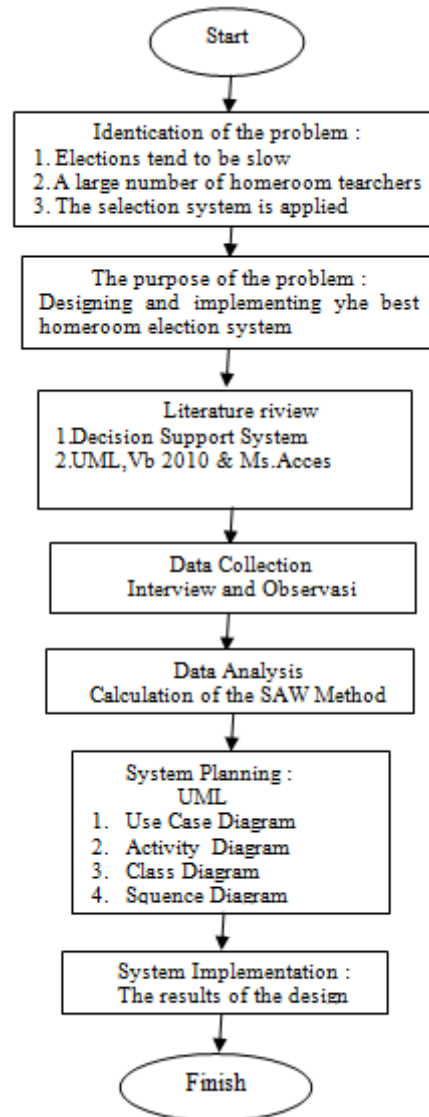 Start
Identication of the problem :
1. Elections tend to be slow
2. A large number of homeroom tearchers
3. The selection system is applied
The purpose of the problem :
Designing and implementing yhe best
homeroom election system
Literature riview
1.Decision Support System
2.UML,Vb 2010 & Ms.Acces
Data Collection
Interview and Observasi
Data Analysis
Calculation of the SAW Method
System Planning :
UML
1. Use Case Diagram
2. Activity Diagram
3. Class Diagram
4. Squence Diagram
System Implementation :
The results of the design
Finish